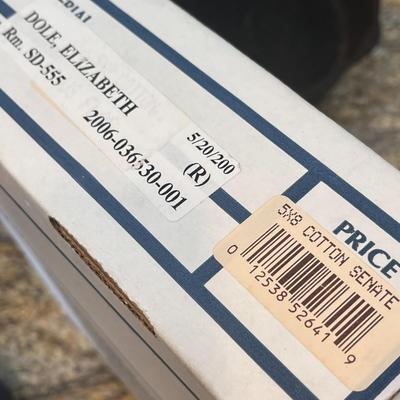 DOLE, ELIZABETH
Rm. SD-555
2006-036530-001
5/20/200
(R)
PRICE
5X8 COTTON SENATE
0 12538 52641 9